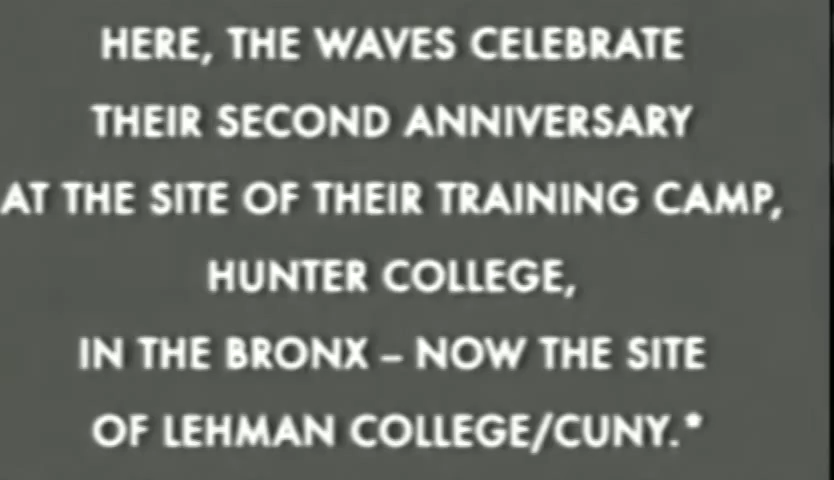 HERE, THE WAVES CELEBRATE
THEIR SECOND ANNIVERSARY
AT THE SITE OF THEIR TRAINING CAMP,
HUNTER COLLEGE,
IN THE BRONX – NOW THE SITE
OF LEHMAN COLLEGE/CUNY.*